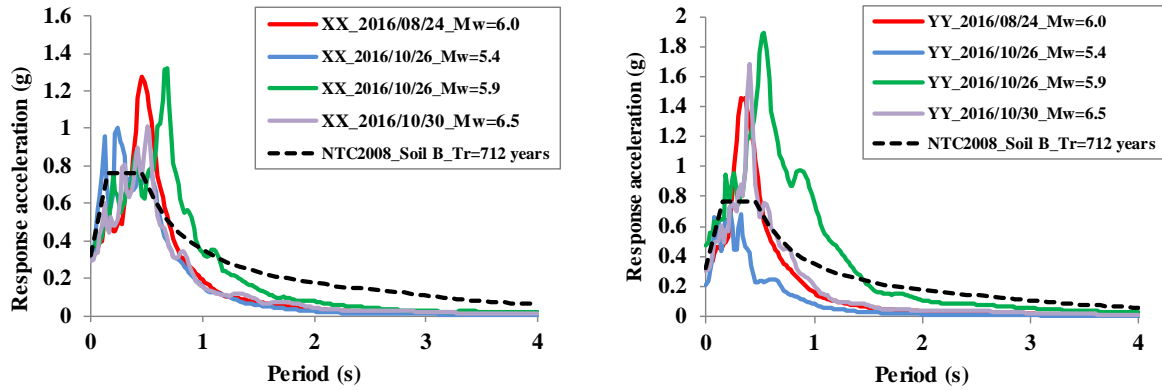 1.6
1.4
1.2
1
0.8
0.6
0.4
0.2
0
Response acceleration (g)
0 1 2 3 4
Period (s)
XX_2016/08/24_Mw=6.0
XX_2016/10/26_Mw=5.4
XX_2016/10/26_Mw=5.9
XX_2016/10/30_Mw=6.5
NTC2008_Soil B_Tr=712 years
2
1.8
1.6
1.4
1.2
1
0.8
0.6
0.4
0.2
0
Response acceleration (g)
0 1 2 3 4
Period (s)
YY_2016/08/24_Mw=6.0
YY_2016/10/26_Mw=5.4
YY_2016/10/26_Mw=5.9
YY_2016/10/30_Mw=6.5
NTC2008_Soil B_Tr=712 years